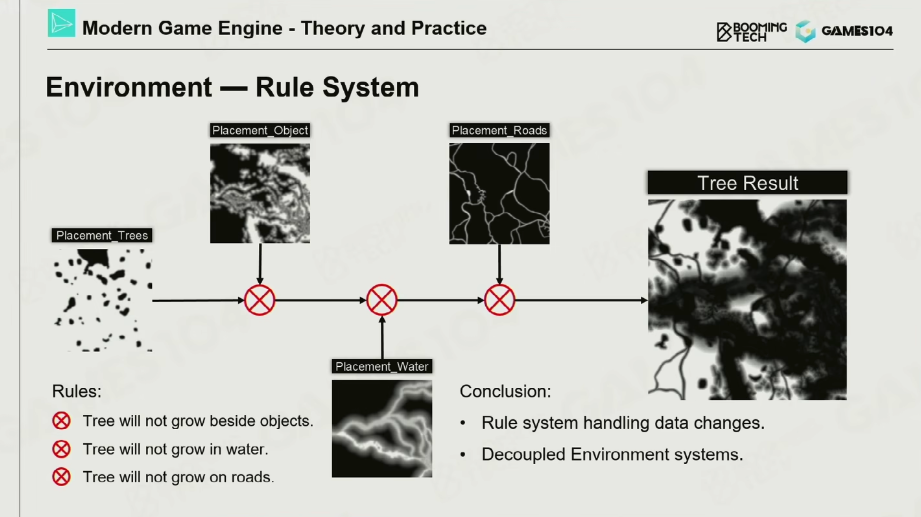 Modern Game Engine - Theory and Practice
BOOMING
TECH
GAMES104
Environment — Rule System
Placement_Object
Placement_Roads
Tree Result
Placement_Trees
Placement_Water
Rules:
Tree will not grow beside objects.
Tree will not grow in water.
Tree will not grow on roads.
Conclusion:
• Rule system handling data changes.
• Decoupled Environment systems.